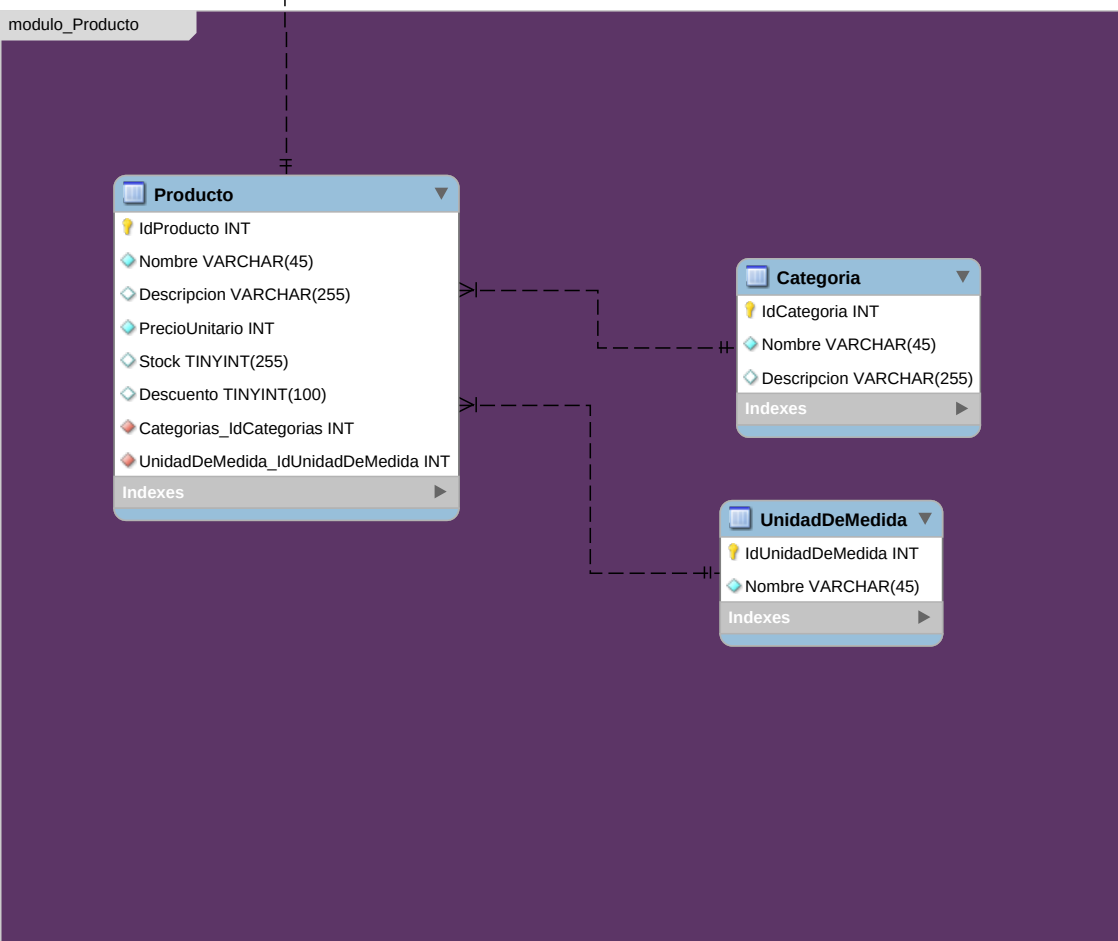 modulo_Producto
Producto
IdProducto INT
Nombre VARCHAR(45)
Descripcion VARCHAR(255)
PrecioUnitario INT
Stock TINYINT(255)
Descuento TINYINT(100)
Categorias_IdCategorias INT
UnidadDeMedida_IdUnidadDeMedida INT
Indexes
Categoria
IdCategoria INT
Nombre VARCHAR(45)
Descripcion VARCHAR(255)
Indexes
UnidadDeMedida
IdUnidadDeMedida INT
Nombre VARCHAR(45)
Indexes